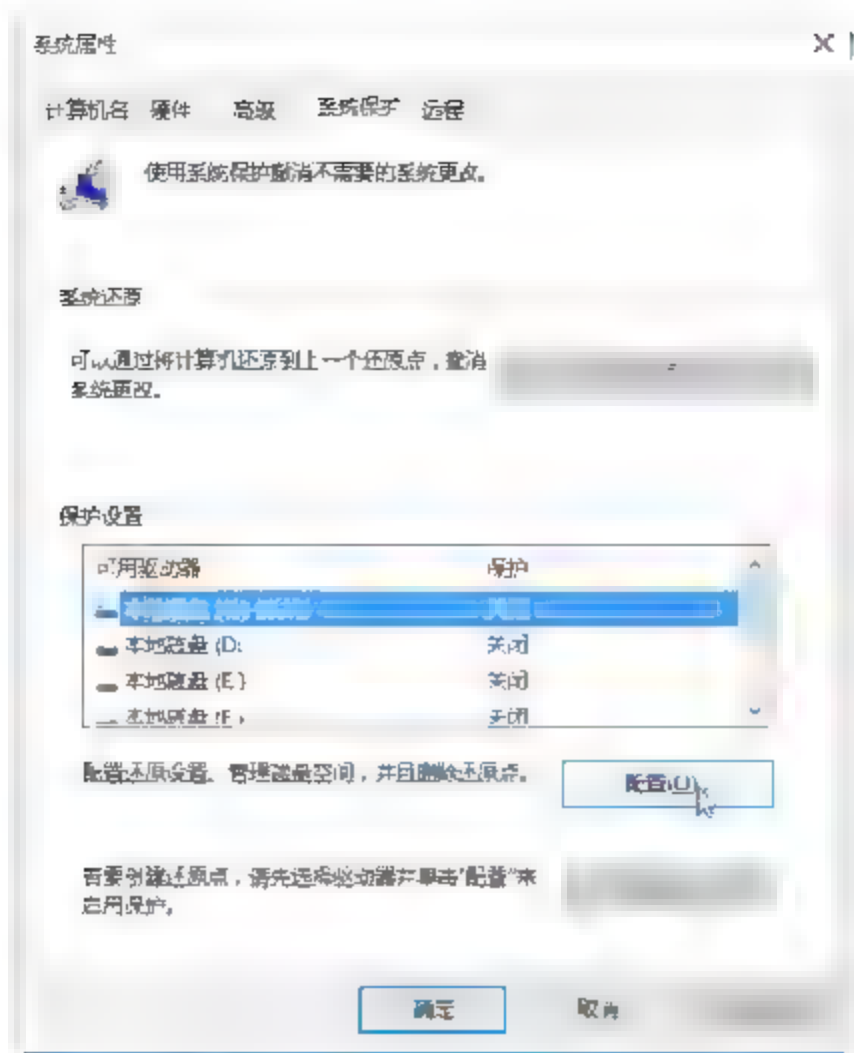 系统属性
计算机名 硬件 高级 系统保护 远程
使用系统保护撤消不需要的系统更改。
系统还原
可以通过将计算机还原到上一个还原点，撤消
系统更改。
保护设置
可用驱动器 保护
本地磁盘 (D:
关闭
本地磁盘 (E:)
关闭
本地磁盘 (F:)
关闭
配置还原设置、管理磁盘空间，并且删除还原点。
配置(O)
若要创建还原点，请先选择驱动器并单击"配置"来
启用保护。
确定 取消